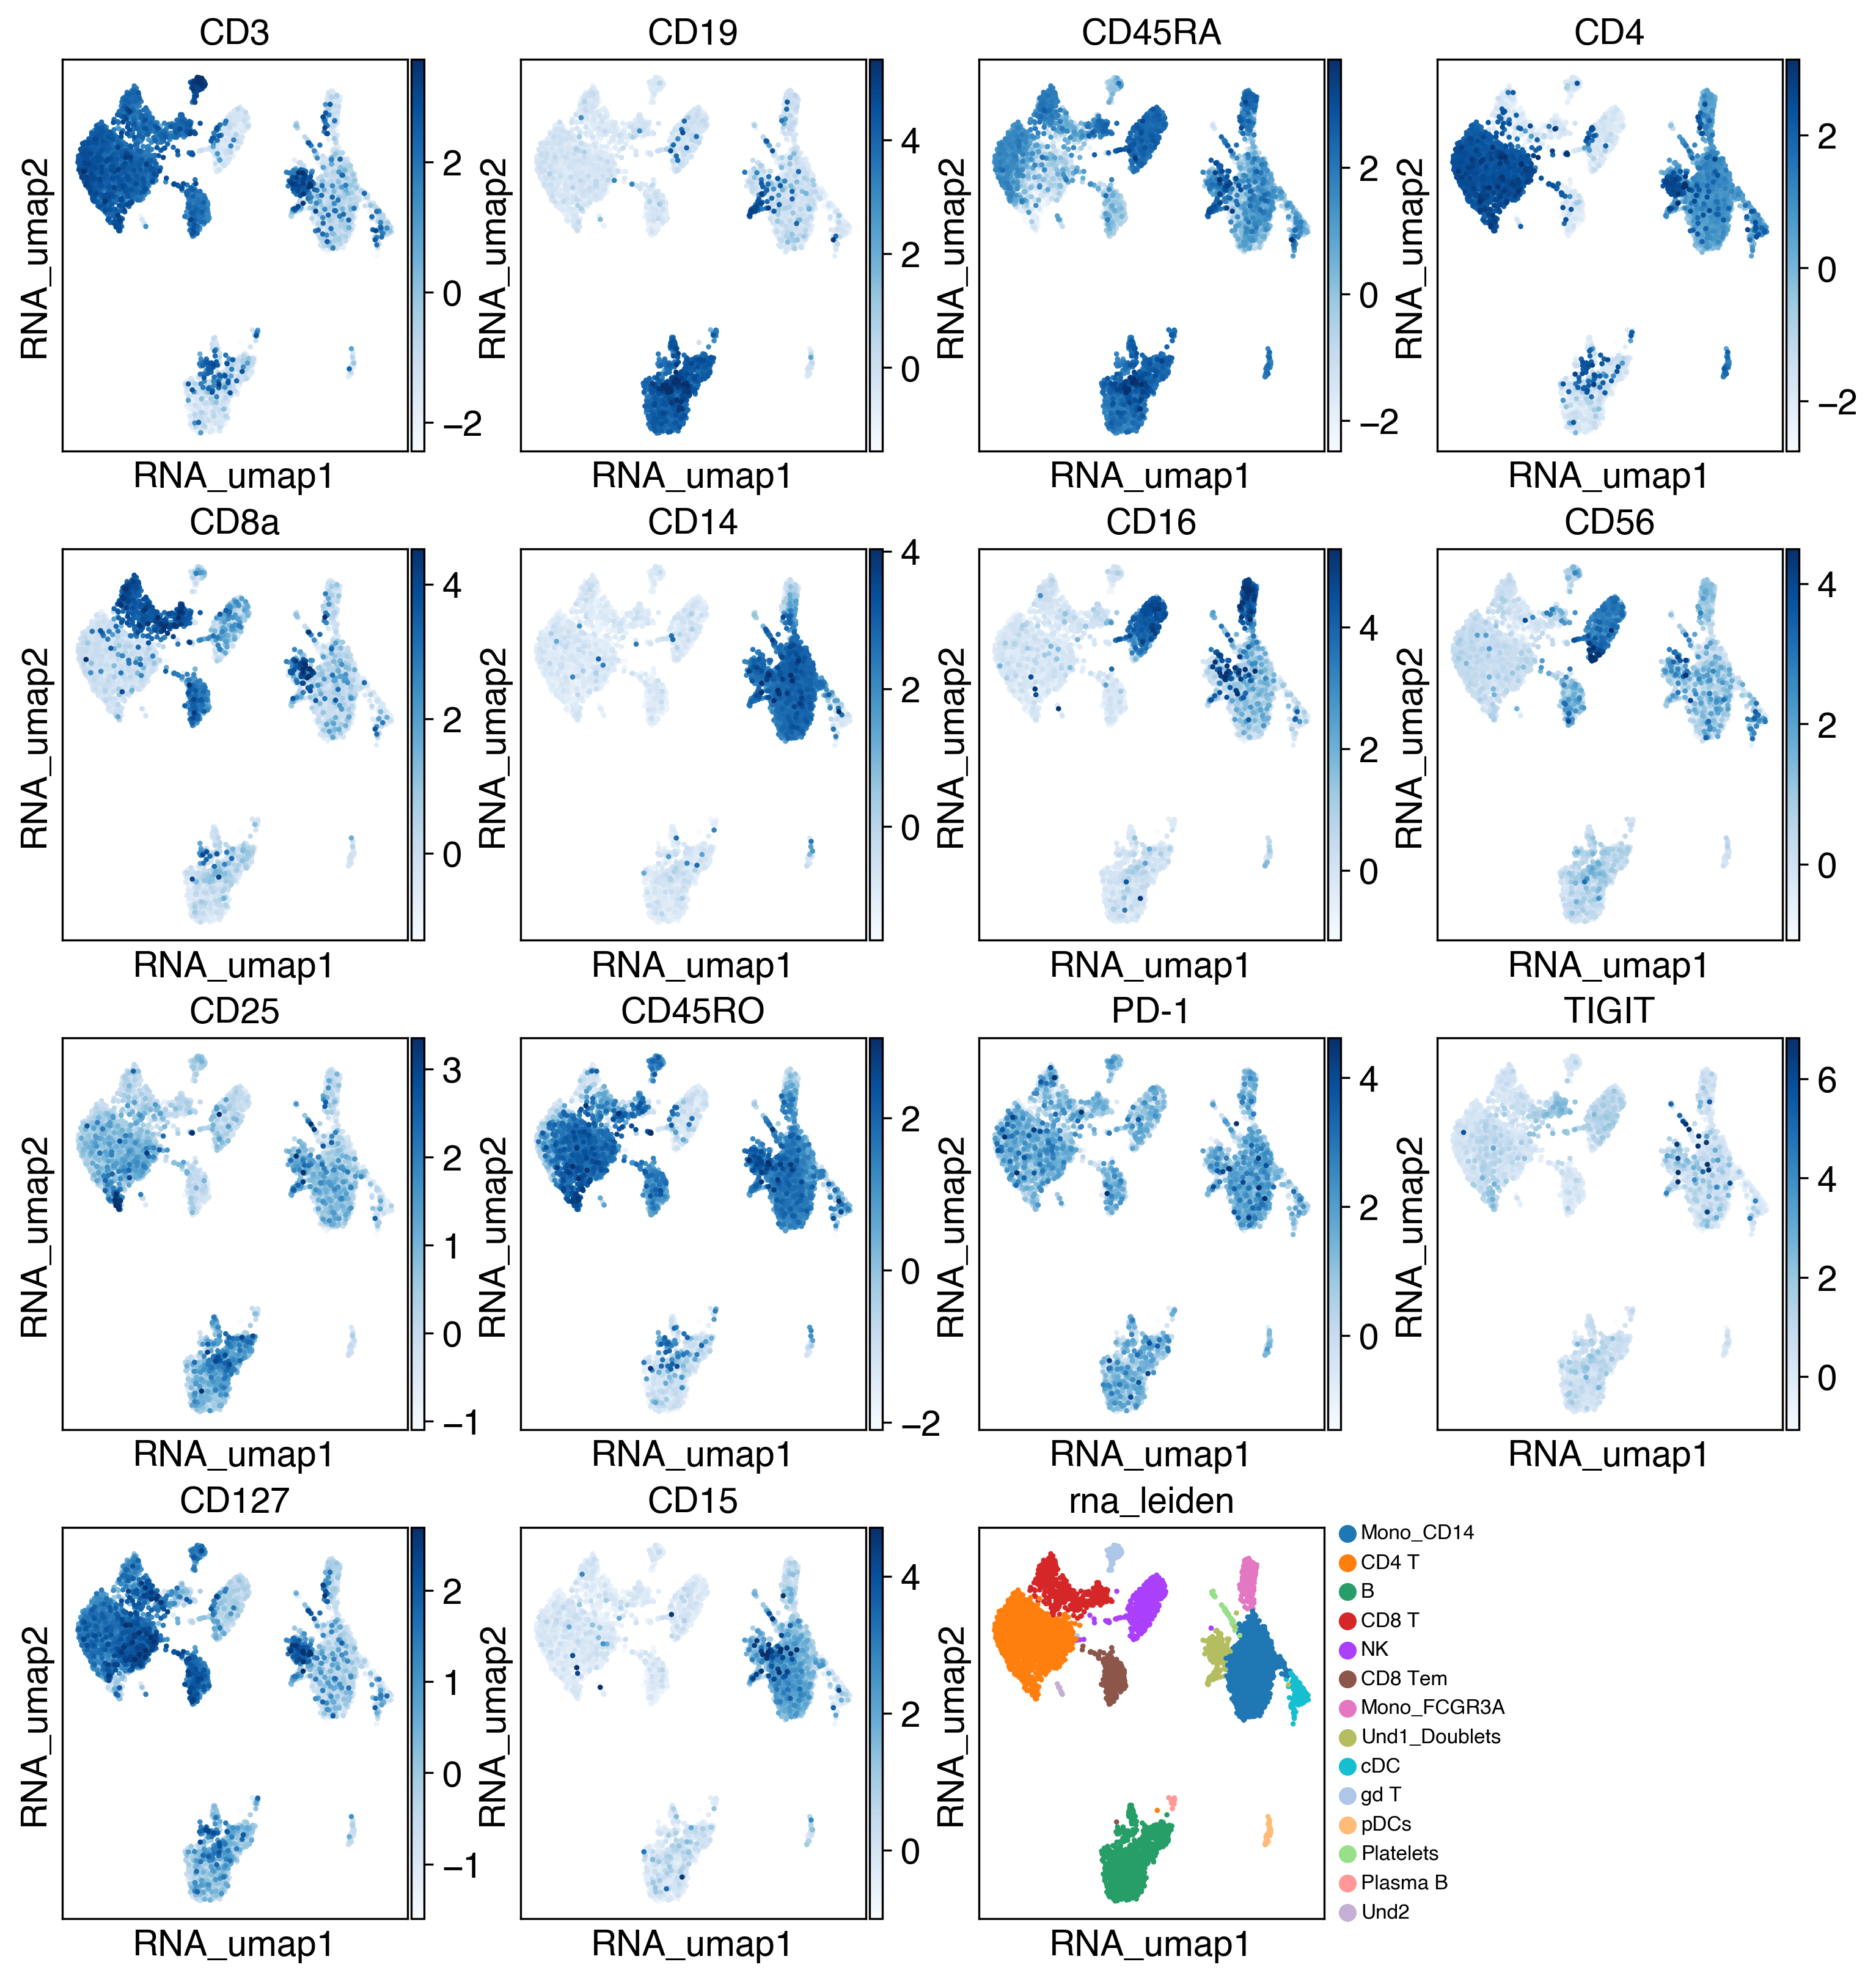 CD3 CD19 CD45RA CD4
RNA_umap2 2 0 −2 RNA_umap2 4 2 0 RNA_umap2 2 0 −2 RNA_umap2 2 0 −2
RNA_umap1 RNA_umap1 RNA_umap1 RNA_umap1
CD8a CD14 CD16 CD56
RNA_umap2 4 2 0 RNA_umap2 4 2 0 RNA_umap2 4 2 0 RNA_umap2 4 2 0
RNA_umap1 RNA_umap1 RNA_umap1 RNA_umap1
CD25 CD45RO PD-1 TIGIT
RNA_umap2 3 2 1 0 −1 RNA_umap2 2 0 −2 RNA_umap2 4 2 0 RNA_umap2 6 4 2 0
RNA_umap1 RNA_umap1 RNA_umap1 RNA_umap1
CD127 CD15 rna_leiden
RNA_umap2 2 1 0 −1 RNA_umap2 4 2 0 RNA_umap2
Mono_CD14
CD4 T
B
CD8 T
NK
CD8 Tem
Mono_FCGR3A
Und1_Doublets
cDC
gd T
pDCs
Platelets
Plasma B
Und2
RNA_umap1 RNA_umap1 RNA_umap1